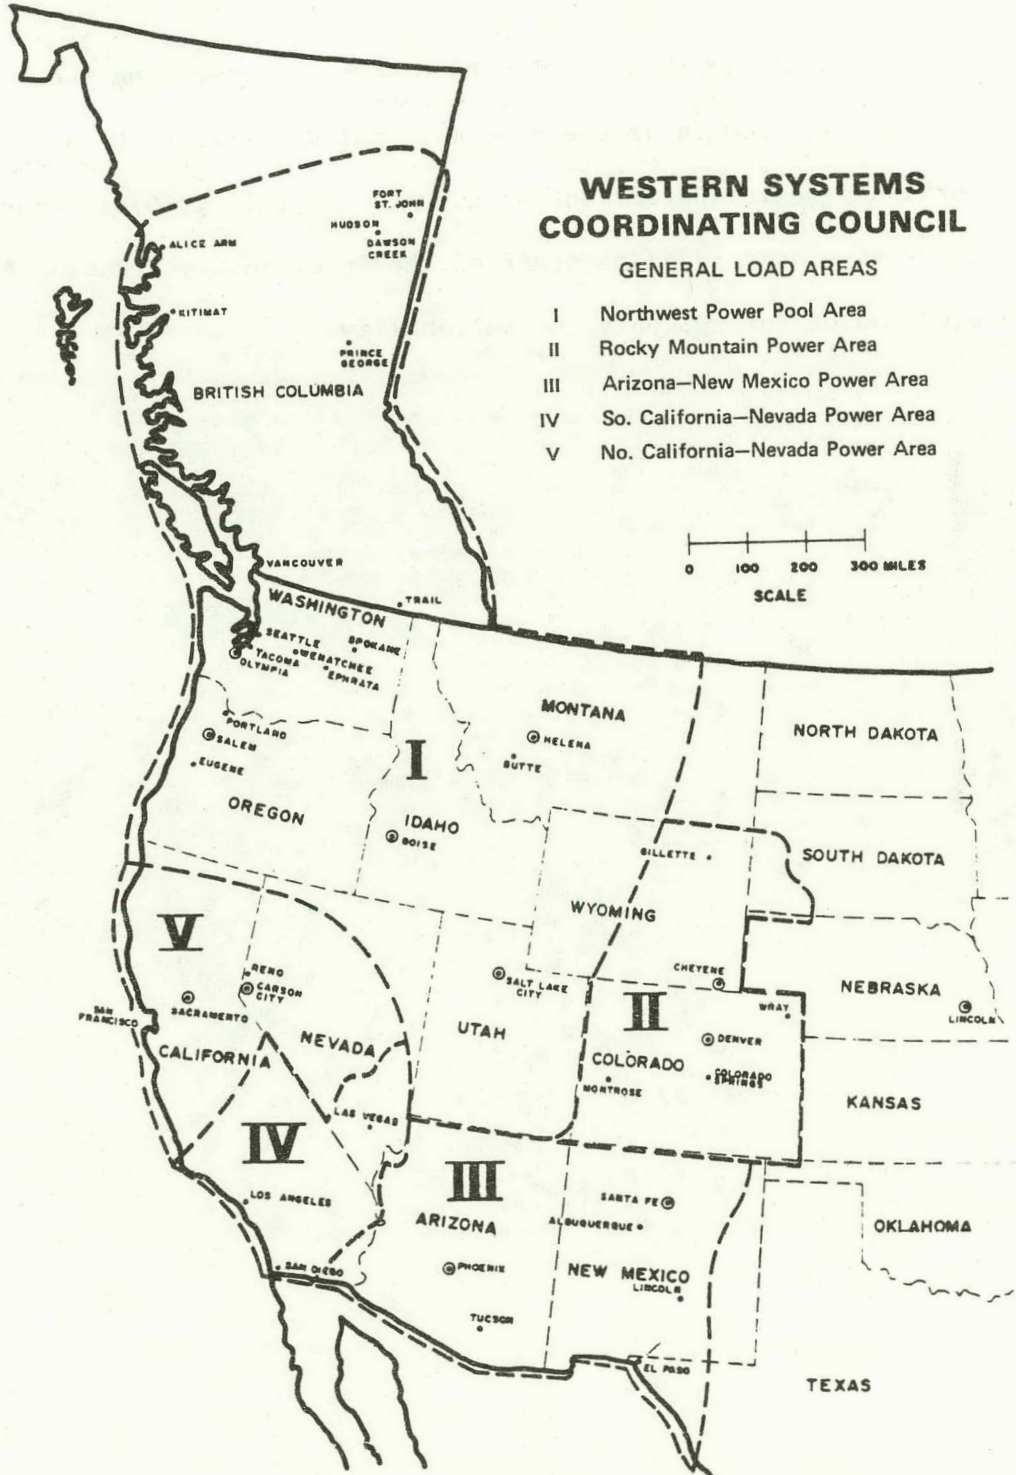 WESTERN SYSTEMS
COORDINATING COUNCIL
GENERAL LOAD AREAS
I Northwest Power Pool Area
II Rocky Mountain Power Area
III Arizona—New Mexico Power Area
IV So. California—Nevada Power Area
V No. California—Nevada Power Area
0 100 200 300 MILES
SCALE
FORT
ST. JOHN
HUDSON
DAWSON
CREEK
ALICE ARM
KITIMAT
PRINCE
GEORGE
BRITISH COLUMBIA
VANCOUVER
TRAIL
WASHINGTON
SEATTLE
SPOKANE
TACOMA
WENATCHEE
OLYMPIA
EPHRATA
PORTLAND
SALEM
EUGENE
OREGON
I
IDAHO
BOISE
MONTANA
HELENA
BUTTE
NORTH DAKOTA
SOUTH DAKOTA
GILLETTE
WYOMING
CHEYENE
NEBRASKA
LINCOLN
WRAY
V
RENO
CARSON
CITY
SACRAMENTO
SAN
FRANCISCO
CALIFORNIA
NEVADA
SALT LAKE
CITY
UTAH
II
DENVER
COLORADO
COLORADO
SPRINGS
MONTROSE
KANSAS
LAS VEGAS
IV
LOS ANGELES
SAN DIEGO
III
ARIZONA
PHOENIX
TUCSON
SANTA FE
ALBUQUERQUE
NEW MEXICO
LINCOLN
EL PASO
OKLAHOMA
TEXAS